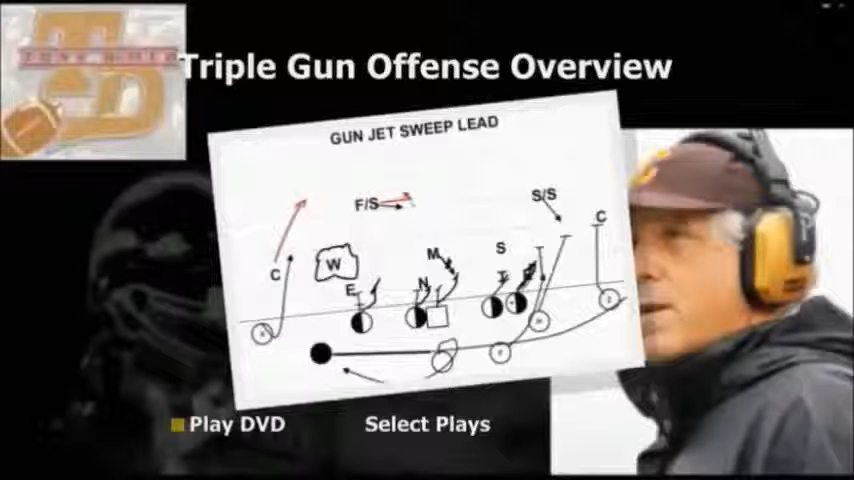 Triple Gun Offense Overview
GUN JET SWEEP LEAD
F/S
S/S
C
C
W
M
S
E
N
Play DVD
Select Plays